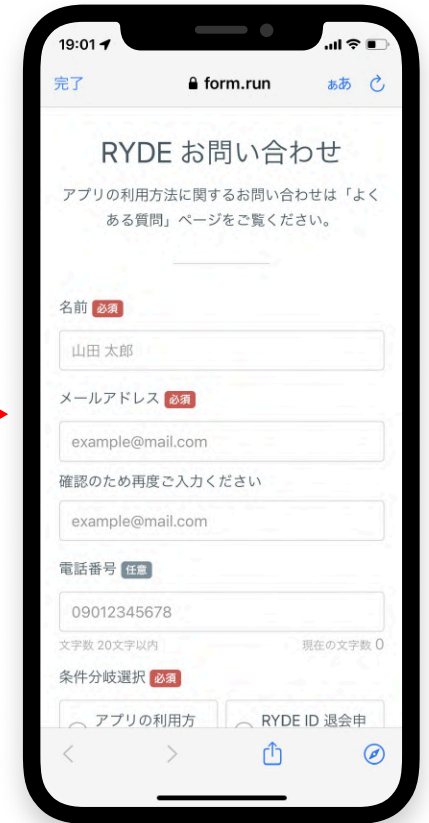 19:01
完了
form.run
ぁあ
RYDE お問い合わせ
アプリの利用方法に関するお問い合わせは「よく
ある質問」ページをご覧ください。
名前 必須
山田 太郎
メールアドレス 必須
example@mail.com
確認のため再度ご入力ください
example@mail.com
電話番号 任意
09012345678
文字数 20文字以内
現在の文字数 0
条件分岐選択 必須
アプリの利用方
RYDE ID 退会申